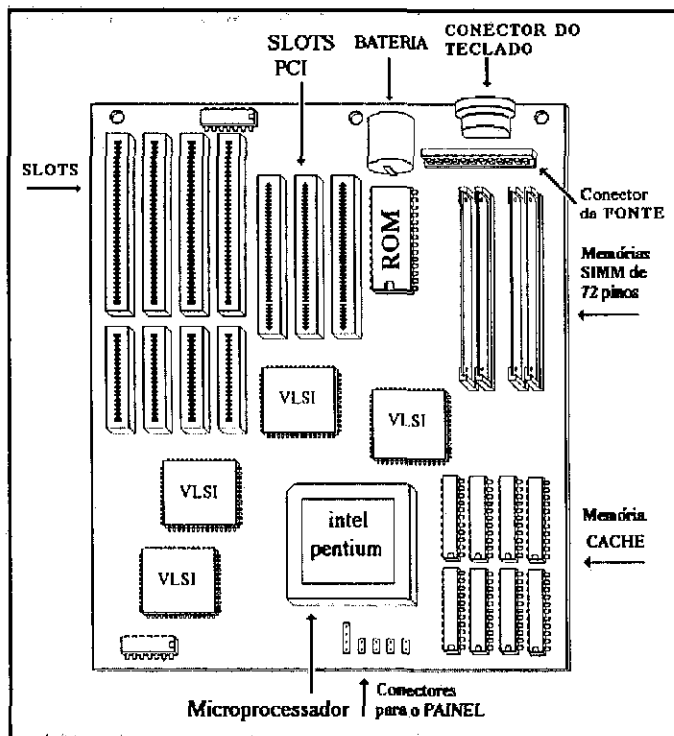 SLOTS
PCI
BATERIA
CONECTOR DO
TECLADO
SLOTS
Conector
da FONTE
ROM
Memórias
SIMM de
72 pinos
VLSI
VLSI
VLSI
intel
pentium
Memória
CACHE
VLSI
Microprocessador
Conectores
para o PAINEL